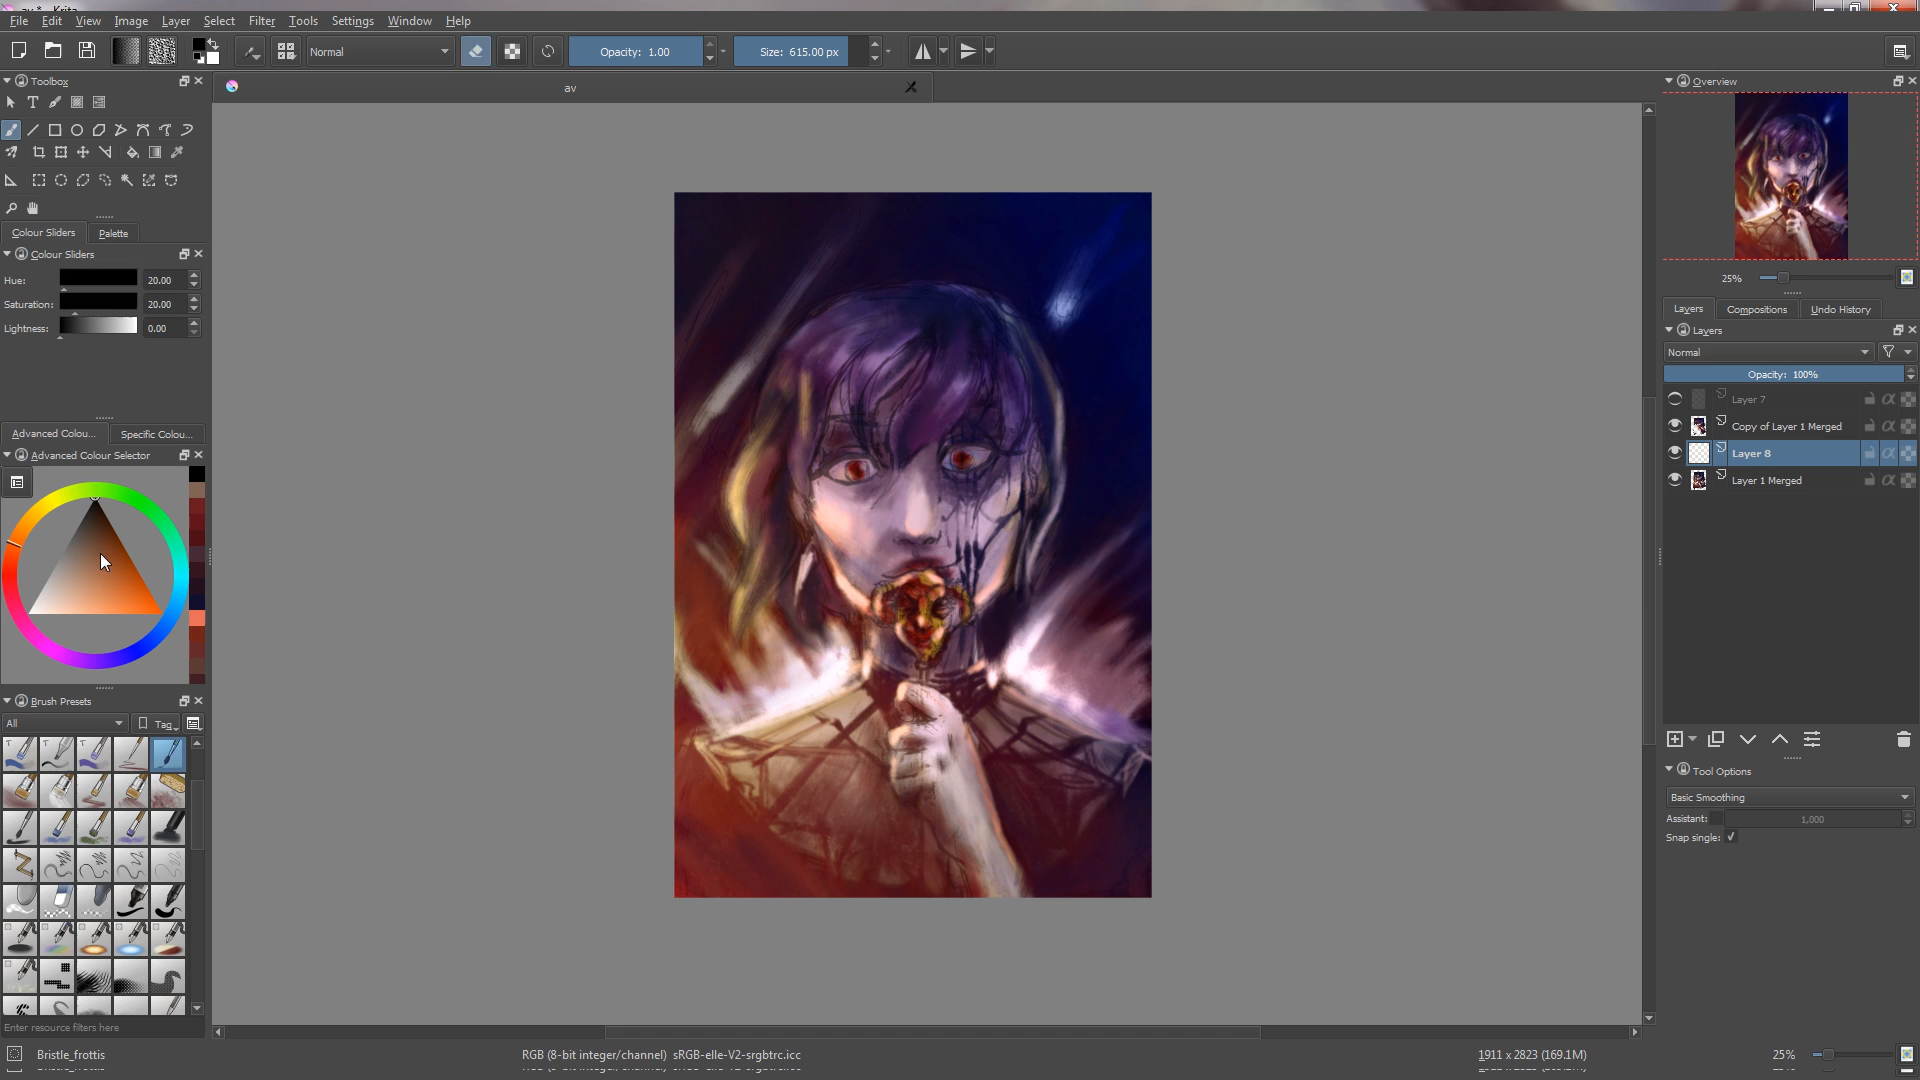 av * - Krita
File Edit View Image Layer Select Filter Tools Settings Window Help
Normal Opacity: 1.00 Size: 615.00 px
Toolbox
av
Overview
Colour Sliders Palette
Colour Sliders
Hue: 20.00
Saturation: 20.00
Lightness: 0.00
25%
Layers Compositions Undo History
Layers
Normal
Opacity: 100%
Layer 7
Copy of Layer 1 Merged
Layer 8
Layer 1 Merged
Advanced Colou... Specific Colou...
Advanced Colour Selector
Brush Presets
All Tag
Tool Options
Basic Smoothing
Assistant: 1,000
Snap single:
Enter resource filters here
Bristle_frottis RGB (8-bit integer/channel) sRGB-elle-V2-srgbtrc.icc 1911 x 2823 (169.1M) 25%